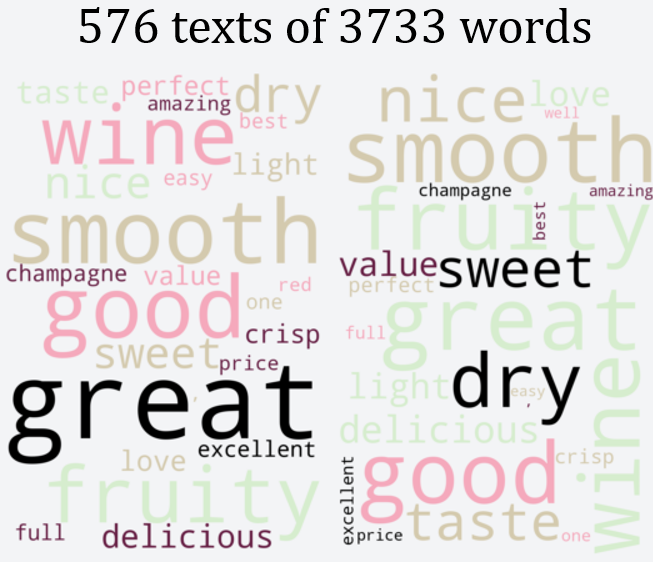 576 texts of 3733 words
taste perfect dry
amazing
wine best
light
nice easy
smooth
champagne value
good red
one
crisp
sweet price
great
,
excellent
love
fruity
full delicious
nice love
well
smooth
champagne amazing
fruity
best
value sweet
perfect
great
full
dry
light easy
,
wine
delicious
good crisp
excellent
taste
price one